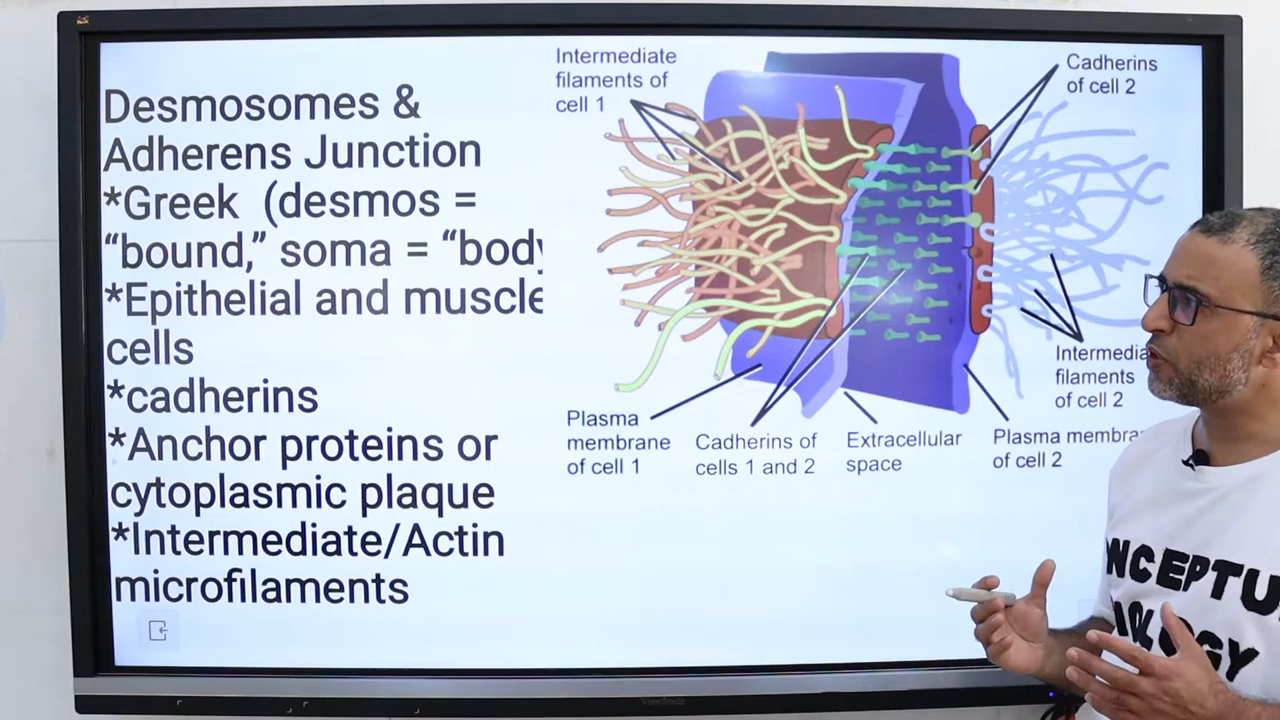 Desmosomes &
Adherens Junction
*Greek (desmos =
“bound,” soma = “body
*Epithelial and muscle
cells
*cadherins
*Anchor proteins or
cytoplasmic plaque
*Intermediate/Actin
microfilaments
Intermediate
filaments of
cell 1
Cadherins
of cell 2
Intermedia
filaments
of cell 2
Plasma
membrane
of cell 1
Cadherins of
cells 1 and 2
Extracellular
space
Plasma membra
of cell 2
NCEPTU
IOLOGY
ViewSonic